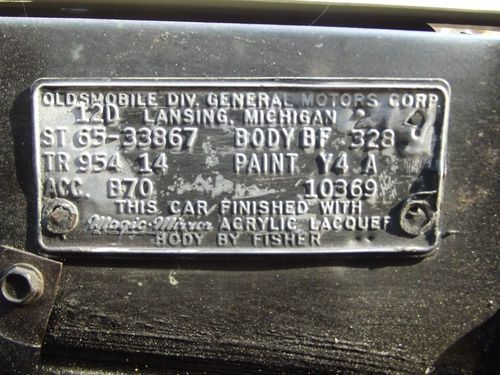 OLDSMOBILE DIV. GENERAL MOTORS CORP.
12D LANSING, MICHIGAN
ST 65-33867 BODY BF 328
TR 954 14 PAINT Y4 A
ACC. B70 10369
THIS CAR FINISHED WITH
Magic-Mirror ACRYLIC LACQUER
BODY BY FISHER